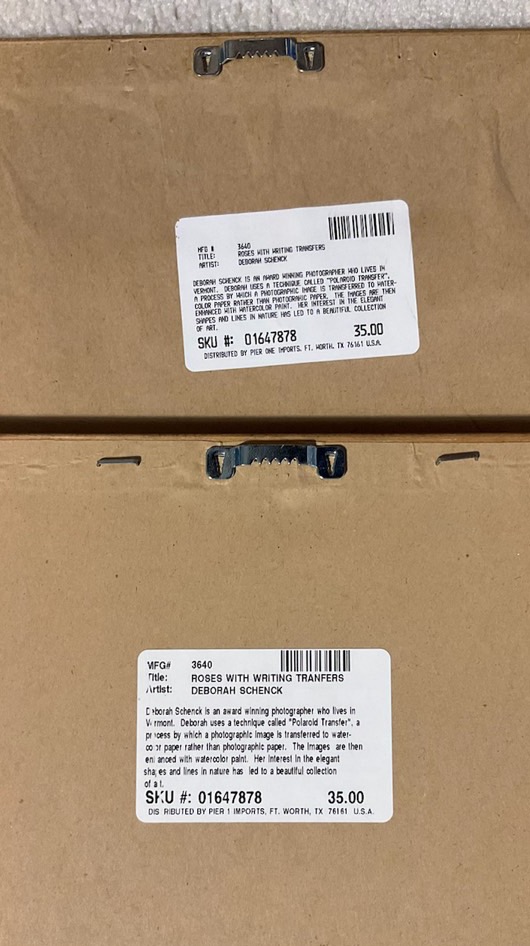 MFG # 3640
TITLE: ROSES WITH WRITING TRANSFERS
ARTIST: DEBORAH SCHENCK
DEBORAH SCHENCK IS AN AWARD WINNING PHOTOGRAPHER WHO LIVES IN
VERMONT. DEBORAH USES A TECHNIQUE CALLED "POLAROID TRANSFER",
A PROCESS BY WHICH A PHOTOGRAPHIC IMAGE IS TRANSFERRED TO WATER-
COLOR PAPER RATHER THAN PHOTOGRAHIC PAPER. THE IMAGES ARE THEN
ENHANCED WITH WATERCOLOR PAINT. HER INTEREST IN THE ELEGANT
SHAPES AND LINES IN NATURE HAS LED TO A BEAUTIFUL COLLECTION
OF ART.
SKU #: 01647878 35.00
DISTRIBUTED BY PIER ONE IMPORTS, FT. WORTH, TX 76161 U.S.A.
MFG# 3640
Title: ROSES WITH WRITING TRANFERS
Artist: DEBORAH SCHENCK
Deborah Schenck is an award winning photographer who lives in
Vermont. Deborah uses a technique called "Polaroid Transfer", a
process by which a photographic image is transferred to water-
color paper rather than photographic paper. The images are then
enhanced with watercolor paint. Her interest in the elegant
shapes and lines in nature has led to a beautiful collection
of art.
SKU #: 01647878 35.00
DISTRIBUTED BY PIER 1 IMPORTS, FT. WORTH, TX 76161 U.S.A.